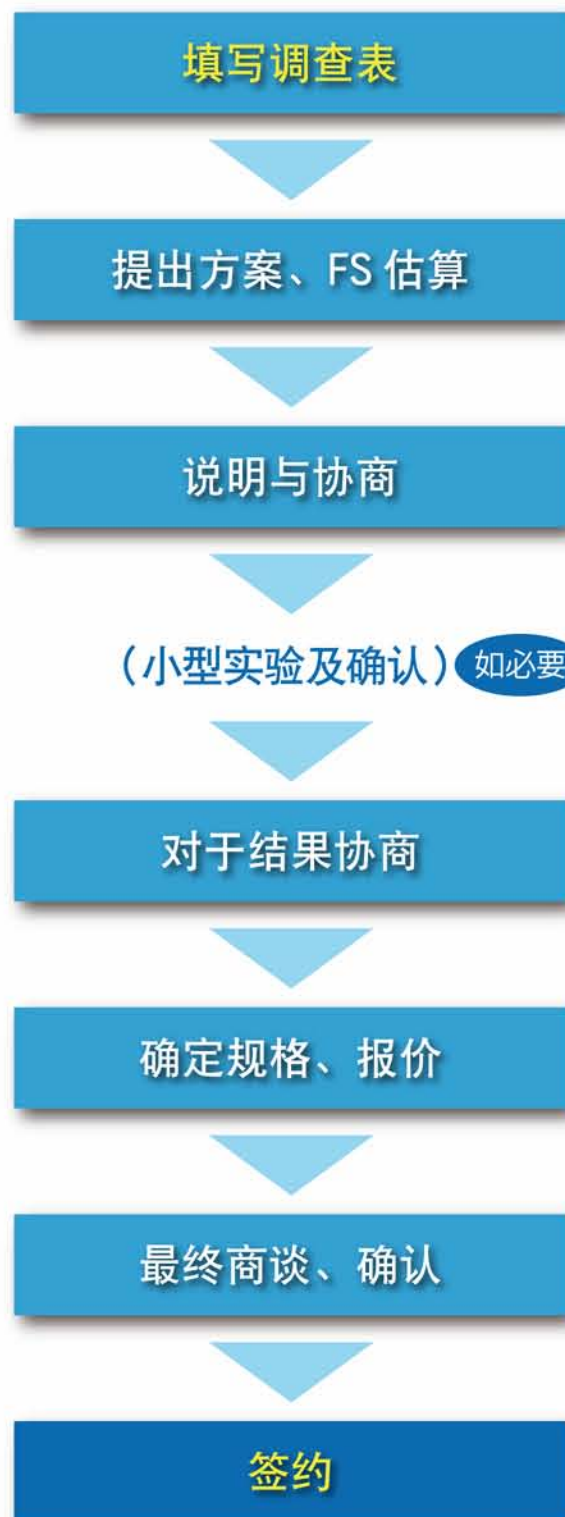 填写调查表
提出方案、FS 估算
说明与协商
（小型实验及确认） 如必要
对于结果协商
确定规格、报价
最终商谈、确认
签约